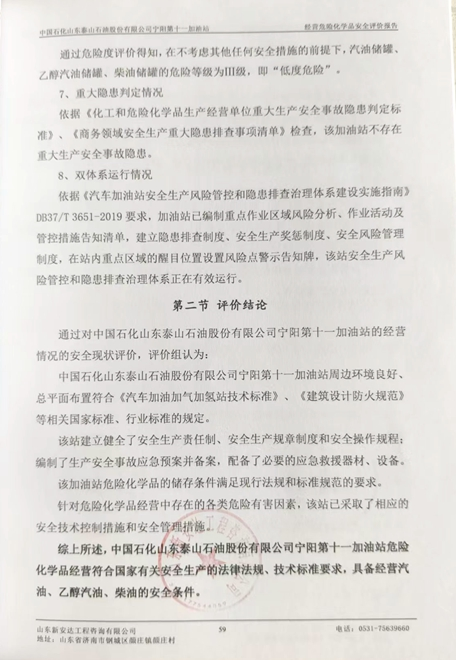 中国石化山东泰山石油股份有限公司宁阳第十一加油站 经营危险化学品安全评价报告
通过危险度评价得知，在不考虑其他任何安全措施的前提下，汽油储罐、
乙醇汽油储罐、柴油储罐的危险等级为Ⅲ级，即“低度危险”。
7、重大隐患判定情况
依据《化工和危险化学品生产经营单位重大生产安全事故隐患判定标
准》、《商务领域安全生产重大隐患排查事项清单》检查，该加油站不存在
重大生产安全事故隐患。
8、双体系运行情况
依据《汽车加油站安全生产风险管控和隐患排查治理体系建设实施指南》
DB37/T 3651-2019 要求，加油站已编制重点作业区域风险分析、作业活动及
管控措施告知清单，建立隐患排查制度、安全生产奖惩制度、安全风险管理
制度，在站内重点区域的醒目位置设置风险点警示告知牌，该站安全生产风
险管控和隐患排查治理体系正在有效运行。
第二节 评价结论
通过对中国石化山东泰山石油股份有限公司宁阳第十一加油站的经营
情况的安全现状评价，评价组认为：
中国石化山东泰山石油股份有限公司宁阳第十一加油站周边环境良好、
总平面布置符合《汽车加油加气加氢站技术标准》、《建筑设计防火规范》
等相关国家标准、行业标准的规定。
该站建立健全了安全生产责任制、安全生产规章制度和安全操作规程；
编制了生产安全事故应急预案并备案，配备了必要的应急救援器材、设备。
该加油站危险化学品的储存条件满足现行法规和标准规范的要求。
针对危险化学品经营中存在的各类危险有害因素，该站已采取了相应的
安全技术控制措施和安全管理措施。
综上所述，中国石化山东泰山石油股份有限公司宁阳第十一加油站危险
化学品经营符合国家有关安全生产的法律法规、技术标准要求，具备经营汽
油、乙醇汽油、柴油的安全条件。
山东新安达工程咨询有限公司 59 电话：0531-75639660
地址：山东省济南市钢城区颜庄镇颜庄村